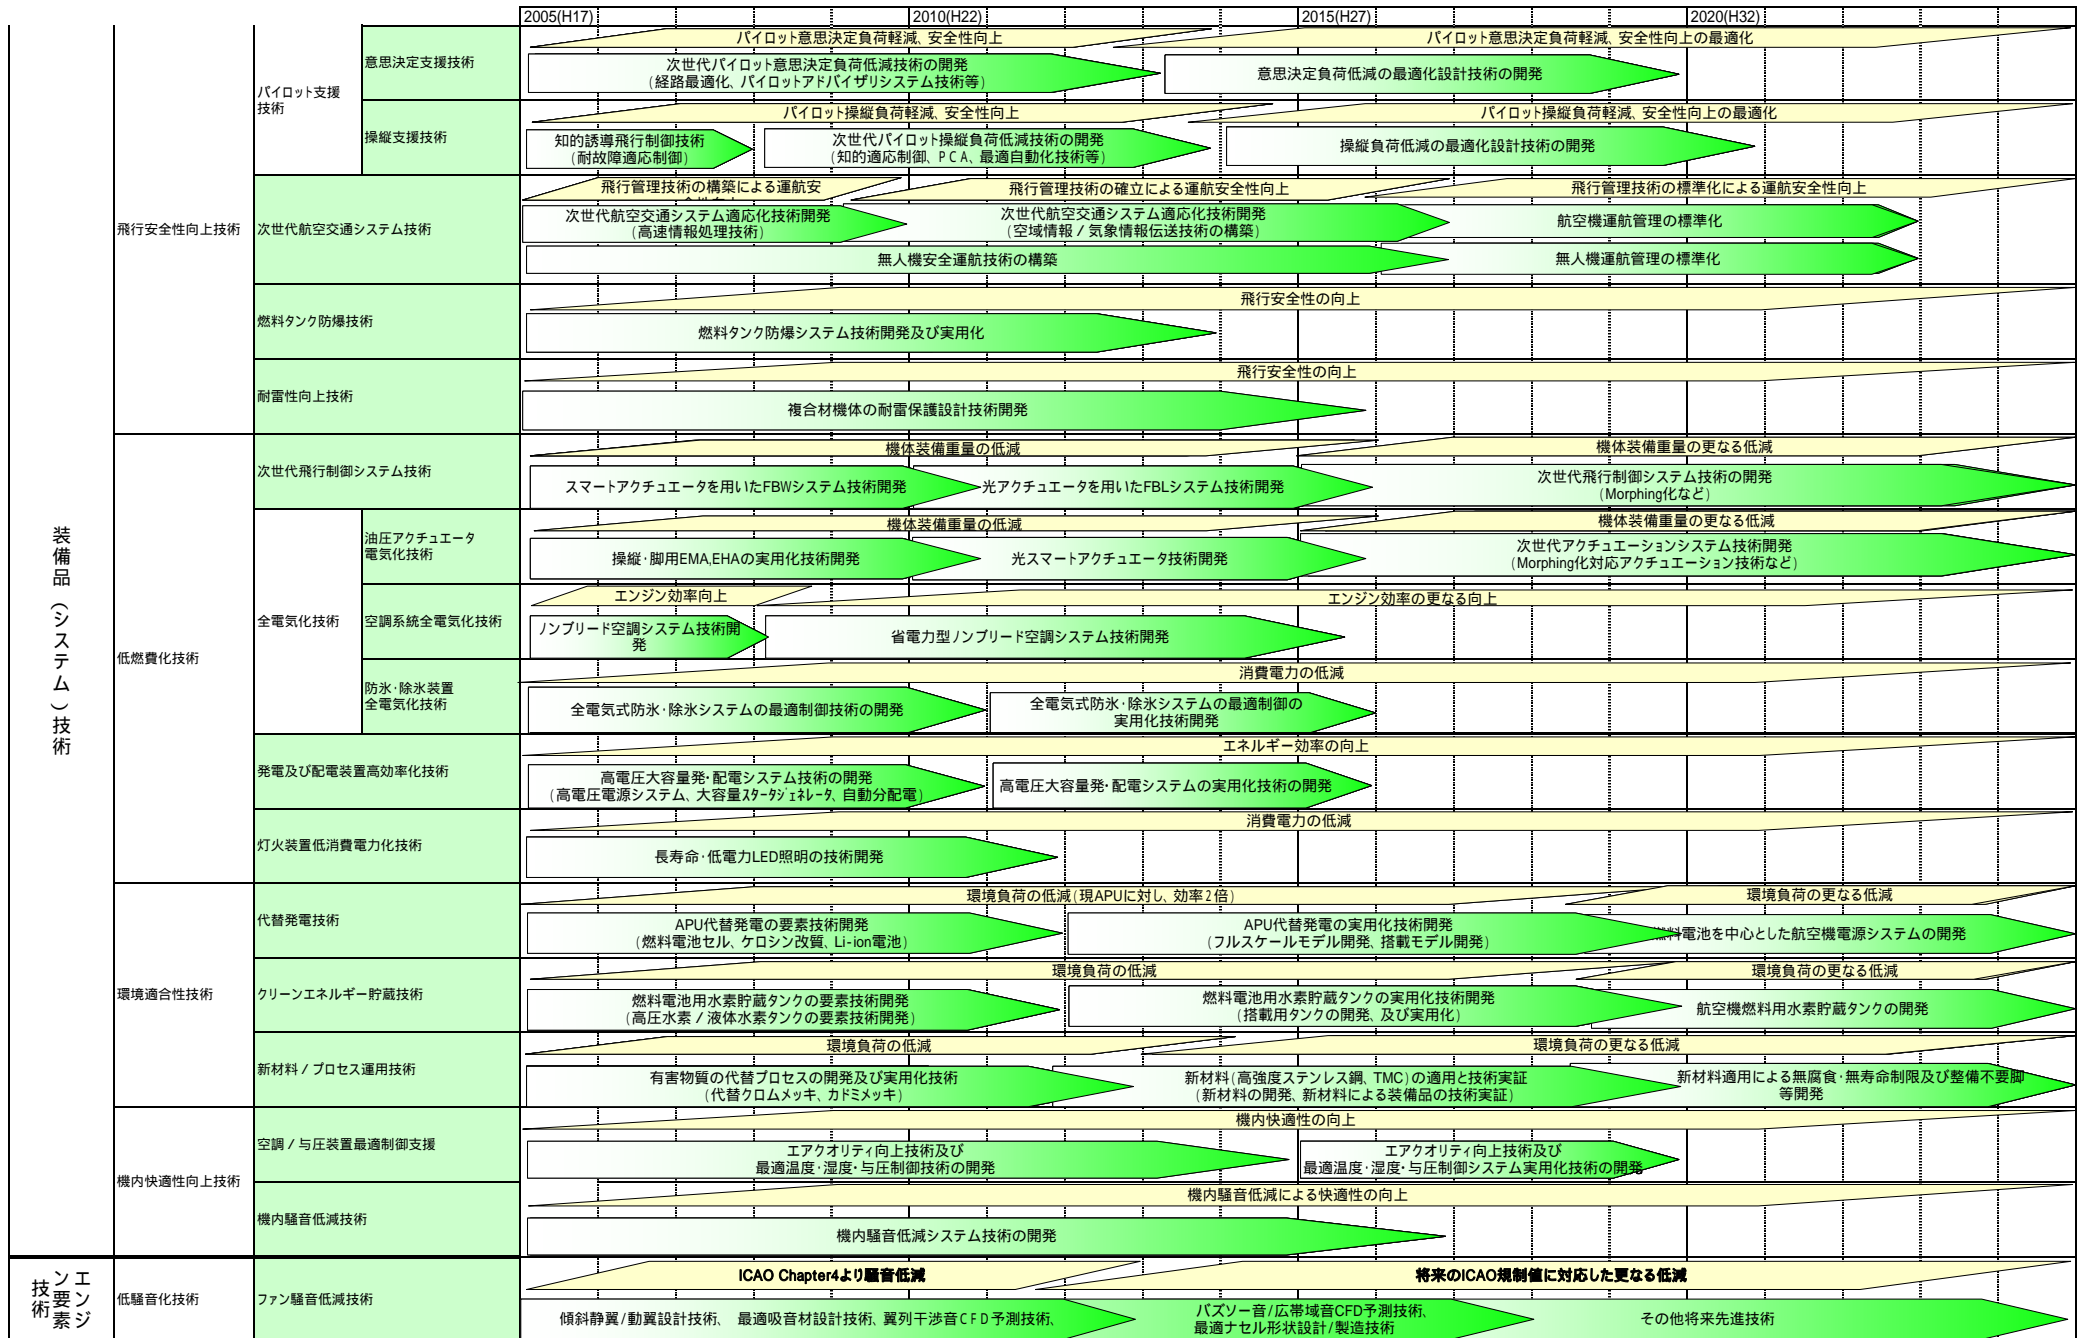 2005(H17)
2010(H22)
2015(H27)
2020(H32)
装備品(システム)技術
飛行安全性向上技術
パイロット支援
技術
意思決定支援技術
パイロット意思決定負荷軽減、安全性向上
パイロット意思決定負荷軽減、安全性向上の最適化
次世代パイロット意思決定負荷低減技術の開発
(経路最適化、パイロットアドバイザリシステム技術等)
意思決定負荷低減の最適化設計技術の開発
操縦支援技術
パイロット操縦負荷軽減、安全性向上
パイロット操縦負荷軽減、安全性向上の最適化
知的誘導飛行制御技術
(耐故障適応制御)
次世代パイロット操縦負荷低減技術の開発
(知的適応制御、PCA、最適自動化技術等)
操縦負荷低減の最適化設計技術の開発
次世代航空交通システム技術
飛行管理技術の構築による運航安
飛行管理技術の確立による運航安全性向上
飛行管理技術の標準化による運航安全性向上
次世代航空交通システム適応化技術開発
(高速情報処理技術)
次世代航空交通システム適応化技術開発
(空域情報/気象情報伝送技術の構築)
航空機運航管理の標準化
無人機安全運航技術の構築
無人機運航管理の標準化
燃料タンク防爆技術
飛行安全性の向上
燃料タンク防爆システム技術開発及び実用化
耐雷性向上技術
飛行安全性の向上
複合材機体の耐雷保護設計技術開発
低燃費化技術
次世代飛行制御システム技術
機体装備重量の低減
機体装備重量の更なる低減
スマートアクチュエータを用いたFBWシステム技術開発
光アクチュエータを用いたFBLシステム技術開発
次世代飛行制御システム技術の開発
(Morphing化など)
全電気化技術
油圧アクチュエータ
電気化技術
機体装備重量の低減
機体装備重量の更なる低減
操縦・脚用EMA,EHAの実用化技術開発
光スマートアクチュエータ技術開発
次世代アクチュエーションシステム技術開発
(Morphing化対応アクチュエーション技術など)
空調系統全電気化技術
エンジン効率向上
エンジン効率の更なる向上
ノンブリード空調システム技術開
発
省電力型ノンブリード空調システム技術開発
防氷・除氷装置
全電気化技術
消費電力の低減
全電気式防氷・除氷システムの最適制御技術の開発
全電気式防氷・除氷システムの最適制御の
実用化技術開発
発電及び配電装置高効率化技術
エネルギー効率の向上
高電圧大容量発・配電システム技術の開発
(高電圧電源システム、大容量スタータジェネレータ、自動分配電)
高電圧大容量発・配電システムの実用化技術の開発
灯火装置低消費電力化技術
消費電力の低減
長寿命・低電力LED照明の技術開発
環境適合性技術
代替発電技術
環境負荷の低減(現APUに対し、効率2倍)
環境負荷の更なる低減
APU代替発電の要素技術開発
(燃料電池セル、ケロシン改質、Li-ion電池)
APU代替発電の実用化技術開発
(フルスケールモデル開発、搭載モデル開発)
燃料電池を中心とした航空機電源システムの開発
クリーンエネルギー貯蔵技術
環境負荷の低減
環境負荷の更なる低減
燃料電池用水素貯蔵タンクの要素技術開発
(高圧水素/液体水素タンクの要素技術開発)
燃料電池用水素貯蔵タンクの実用化技術開発
(搭載用タンクの開発、及び実用化)
航空機燃料用水素貯蔵タンクの開発
新材料/プロセス運用技術
環境負荷の低減
環境負荷の更なる低減
有害物質の代替プロセスの開発及び実用化技術
(代替クロムメッキ、カドミメッキ)
新材料(高強度ステンレス鋼、TMC)の適用と技術実証
(新材料の開発、新材料による装備品の技術実証)
新材料適用による無腐食・無寿命制限及び整備不要脚
等開発
機内快適性向上技術
空調/与圧装置最適制御支援
機内快適性の向上
エアクオリティ向上技術及び
最適温度・湿度・与圧制御技術の開発
エアクオリティ向上技術及び
最適温度・湿度・与圧制御システム実用化技術の開発
機内騒音低減技術
機内騒音低減による快適性の向上
機内騒音低減システム技術の開発
エンジ
ン要素
技術
低騒音化技術
ファン騒音低減技術
ICAO Chapter4より騒音低減
将来のICAO規制値に対応した更なる低減
傾斜静翼/動翼設計技術、 最適吸音材設計技術、翼列干渉音CFD予測技術、
バズソー音/広帯域音CFD予測技術、
最適ナセル形状設計/製造技術
その他将来先進技術